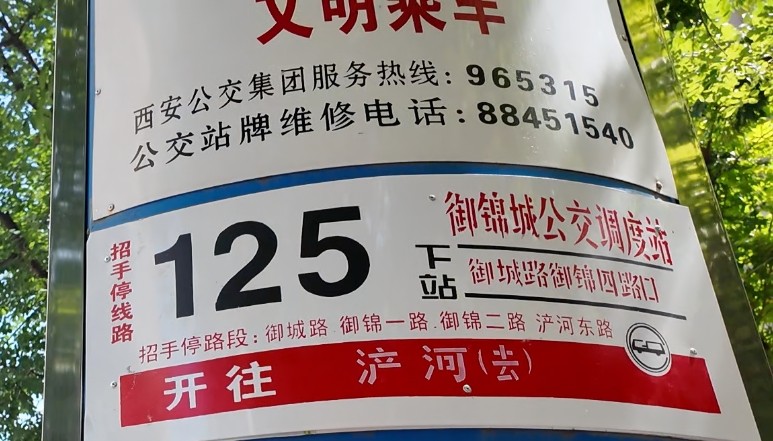 文明乘车
西安公交集团服务热线：965315
公交站牌维修电话：88451540
招手停线路
125
下站
御锦城公交调度站
御城路御锦四路口
招手停路段：御城路 御锦一路 御锦二路 浐河东路
开往 浐河(去)